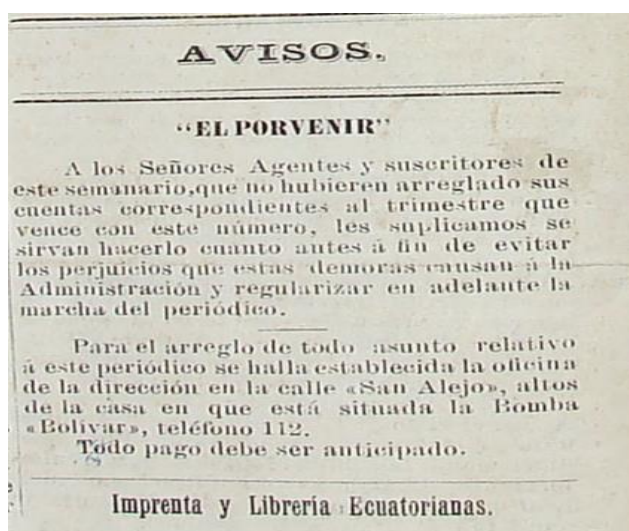 AVISOS.
“EL PORVENIR”
A los Señores Agentes y suscritores de
este semanario,que no hubieren arreglado sus
cuentas correspondientes al trimestre que
vence con este número, les suplicamos se
sirvan hacerlo cuanto antes á fin de evitar
los perjuicios que estas demoras causan á la
Administración y regularizar en adelante la
marcha del periódico.
Para el arreglo de todo asunto relativo
á este periódico se halla establecida la oficina
de la dirección en la calle «San Alejo», altos
de la casa en que está situada la Bomba
«Bolívar», teléfono 112.
Todo pago debe ser anticipado.
Imprenta y Librería Ecuatorianas.